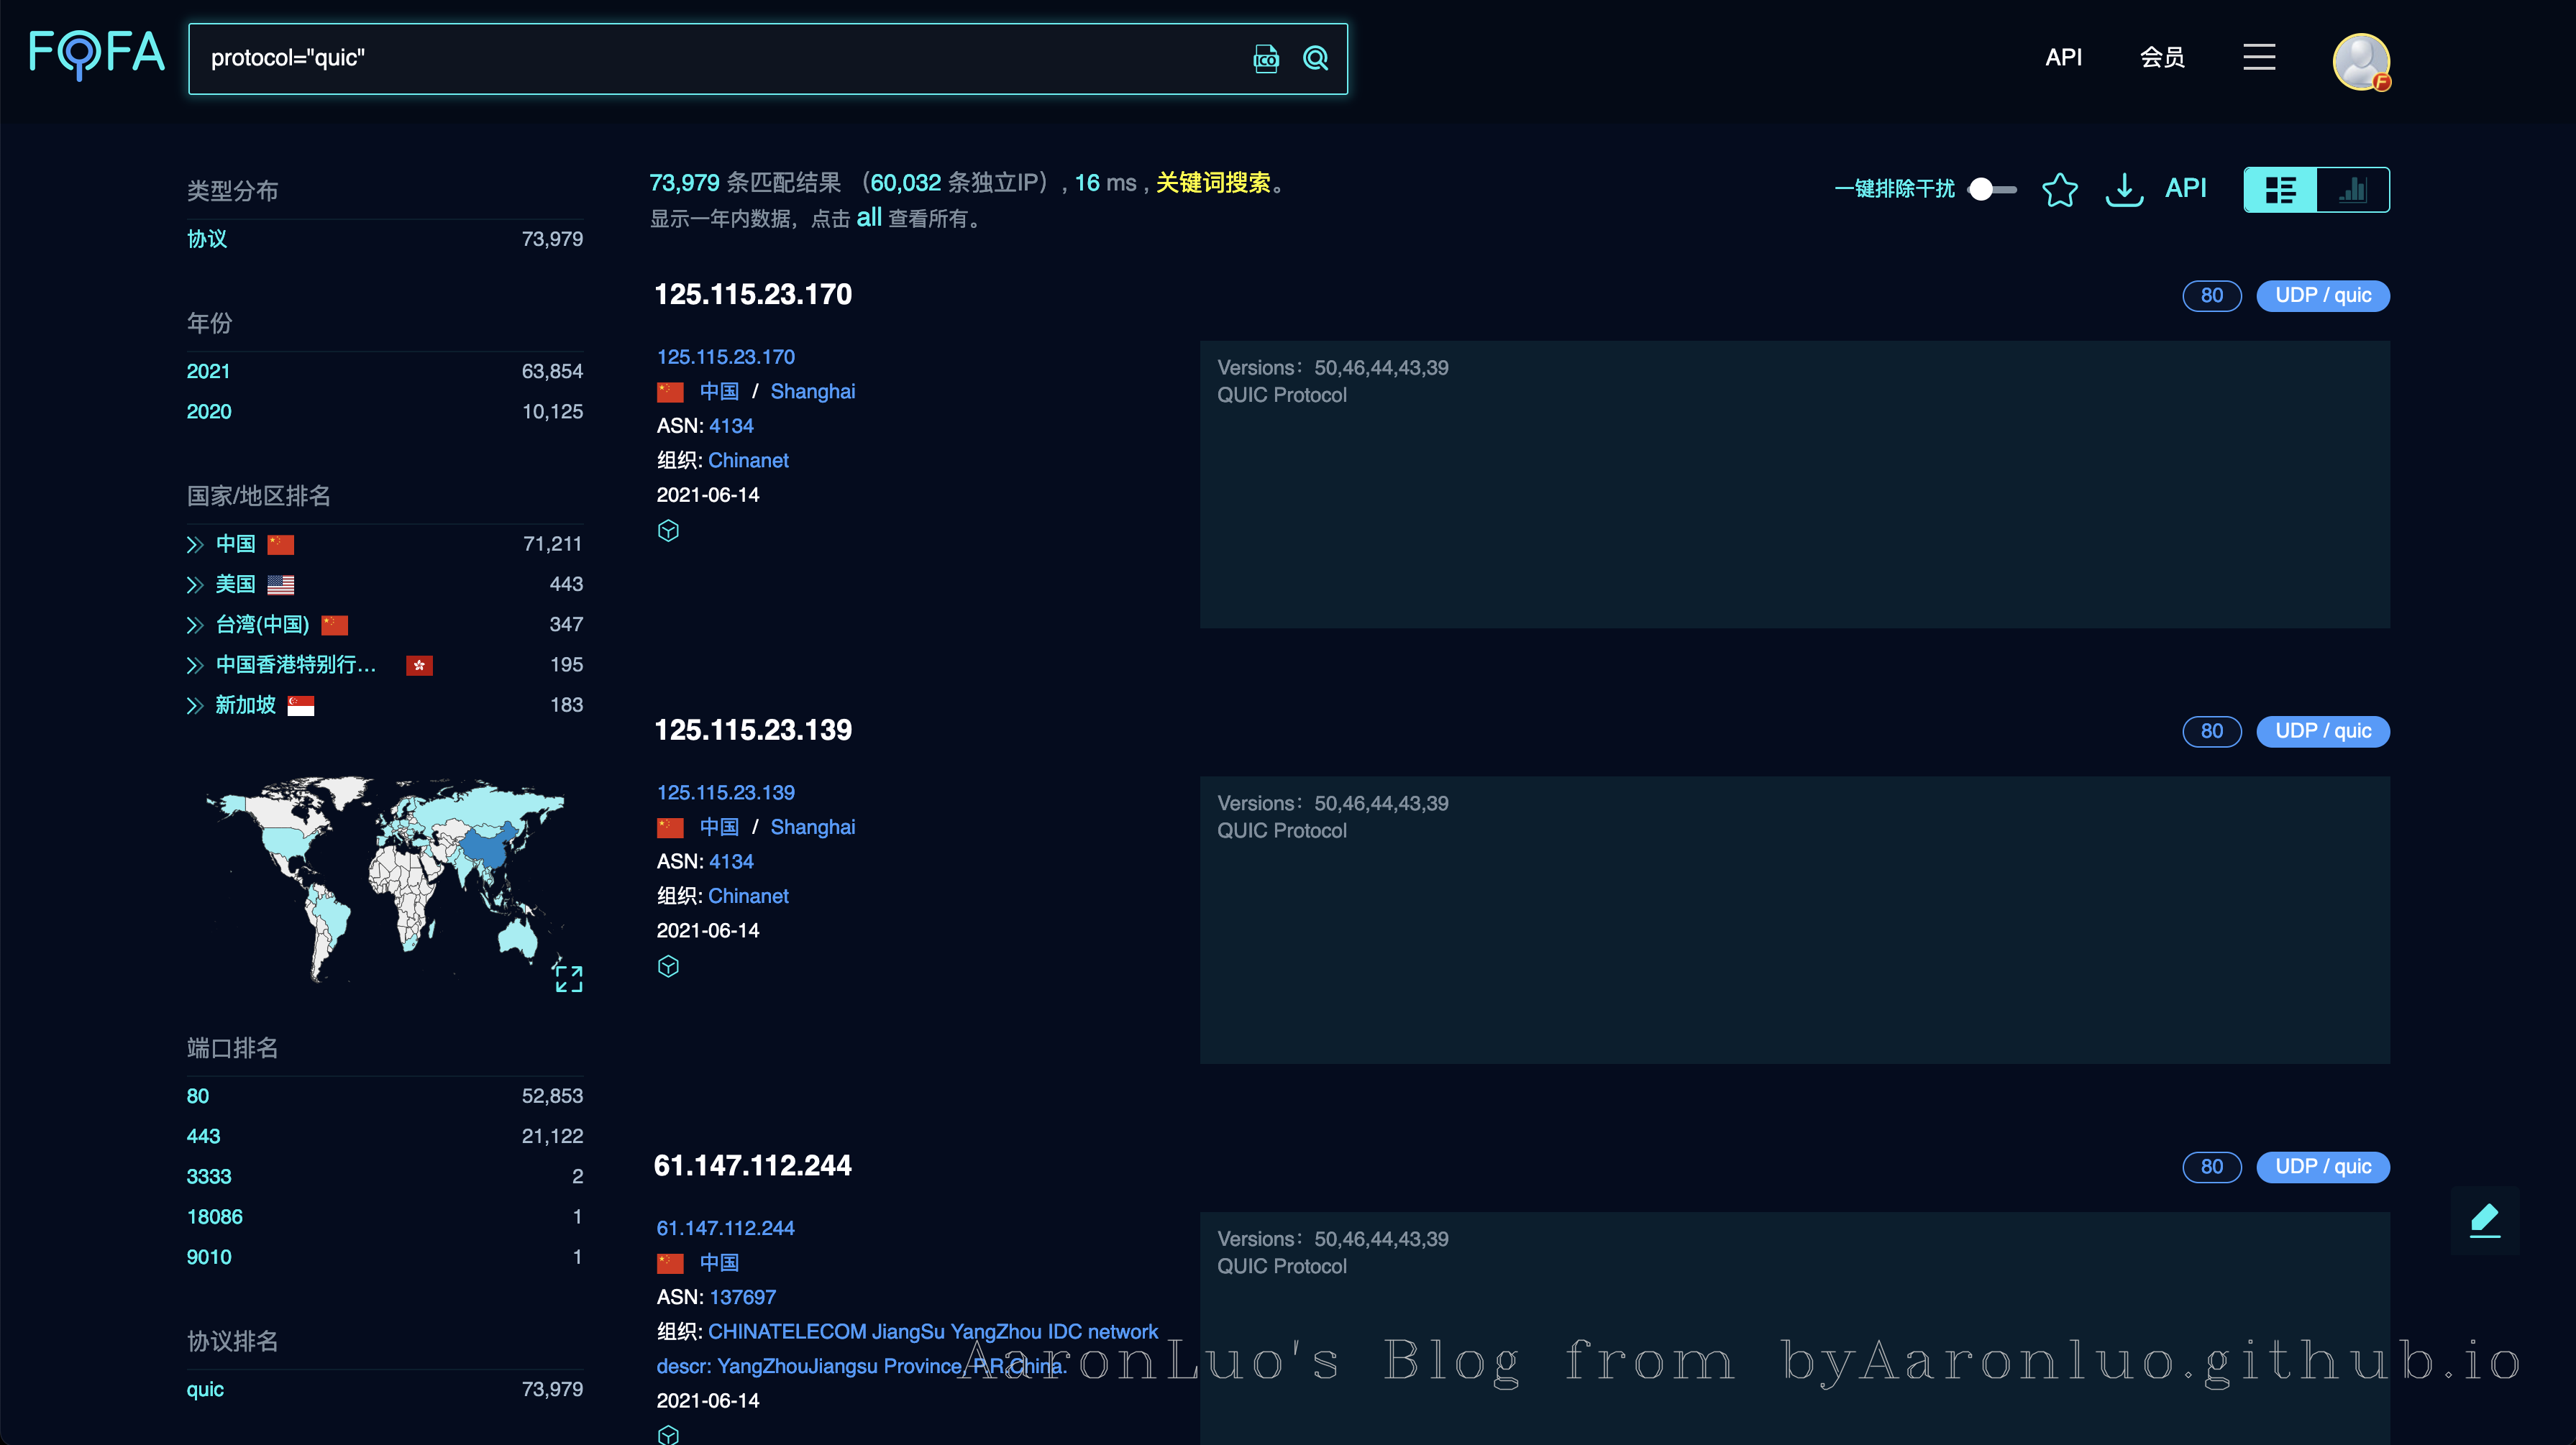 FOFA
protocol="quic"
ICO
API
会员
F
类型分布
协议 73,979
年份
2021 63,854
2020 10,125
国家/地区排名
中国 71,211
美国 443
台湾(中国) 347
中国香港特别行... 195
新加坡 183
端口排名
80 52,853
443 21,122
3333 2
18086 1
9010 1
协议排名
quic 73,979
73,979 条匹配结果 （60,032 条独立IP）, 16 ms , 关键词搜索。
显示一年内数据，点击 all 查看所有。
一键排除干扰
API
125.115.23.170
80
UDP / quic
125.115.23.170
中国 / Shanghai
ASN: 4134
组织: Chinanet
2021-06-14
Versions：50,46,44,43,39
QUIC Protocol
125.115.23.139
80
UDP / quic
125.115.23.139
中国 / Shanghai
ASN: 4134
组织: Chinanet
2021-06-14
Versions：50,46,44,43,39
QUIC Protocol
61.147.112.244
80
UDP / quic
61.147.112.244
中国
ASN: 137697
组织: CHINATELECOM JiangSu YangZhou IDC network
descr: YangZhouJiangsu Province, P.R.China.
2021-06-14
Versions：50,46,44,43,39
QUIC Protocol
AaronLuo's Blog from byAaronluo.github.io